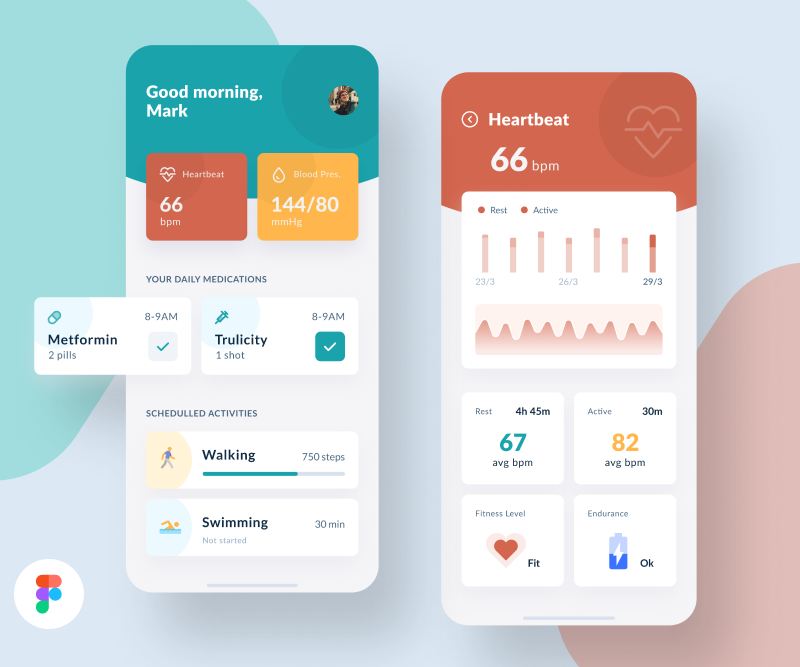 Good morning,
Mark
Heartbeat
66
bpm
Blood Pres.
144/80
mmHg
YOUR DAILY MEDICATIONS
8-9AM
Metformin
2 pills
8-9AM
Trulicity
1 shot
SCHEDULLED ACTIVITIES
Walking
750 steps
Swimming
30 min
Not started
Heartbeat
66 bpm
Rest Active
23/3 26/3 29/3
Rest 4h 45m
67
avg bpm
Active 30m
82
avg bpm
Fitness Level
Fit
Endurance
Ok